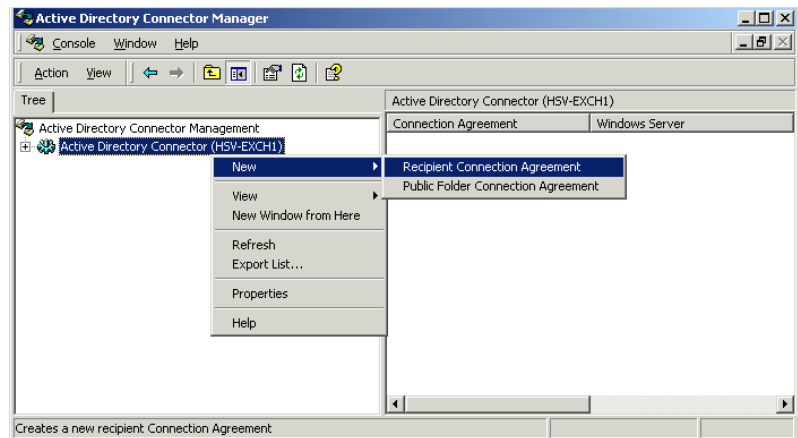 Active Directory Connector Manager
Console Window Help
Action View
Tree
Active Directory Connector (HSV-EXCH1)
Active Directory Connector Management
Connection Agreement Windows Server
Active Directory Connector (HSV-EXCH1)
New
Recipient Connection Agreement
Public Folder Connection Agreement
View
New Window from Here
Refresh
Export List...
Properties
Help
Creates a new recipient Connection Agreement